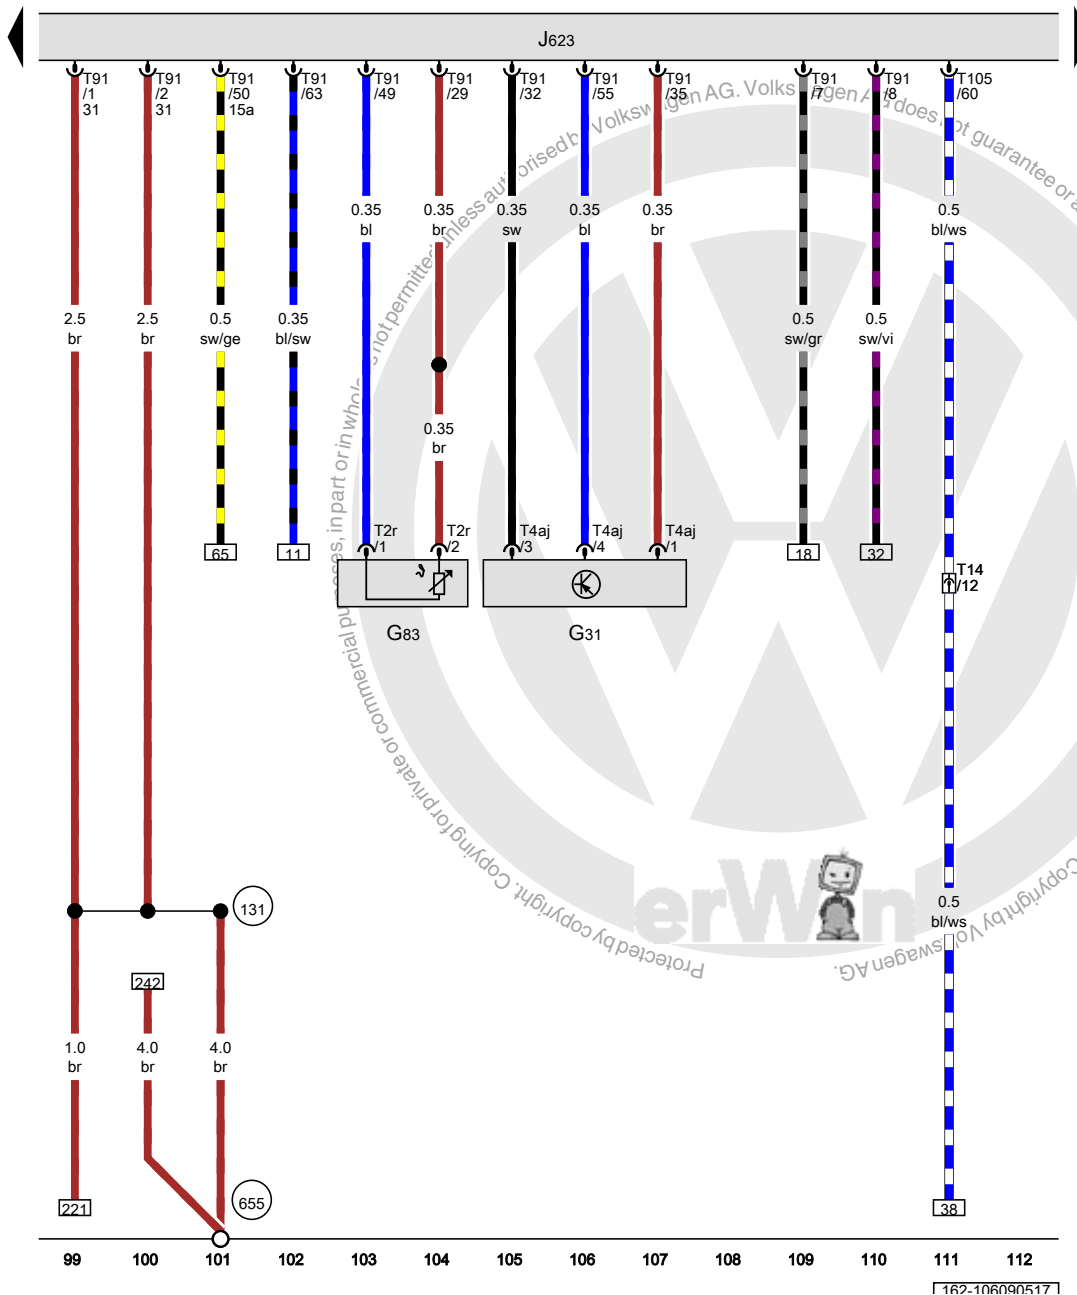 J623
T91 T91 T91 T91 T91 T91 T91 T91 T91 T91 T91 T105
/1 /2 /50 /63 /49 /29 /32 /55 /35 /7 /8 /60
31 31 15a
0.35 0.35 0.35 0.35 0.35 0.5
bl br sw bl br bl/ws
2.5 2.5 0.5 0.35 0.5 0.5
br br sw/ge bl/sw sw/gr sw/vi
0.35
br
T2r T2r T4aj T4aj T4aj
/1 /2 /3 /4 /1
65 11 18 32
T14
/12
G83 G31
131
0.5
bl/ws
242
1.0 4.0 4.0
br br br
221 655 38
99 100 101 102 103 104 105 106 107 108 109 110 111 112
162-106090517
Protected by copyright. Copying for private or commercial purposes, in part or in whole, is not permitted unless authorised by Volkswagen AG. Volkswagen AG does not guarantee or a
Copyright by Volkswagen AG.
erWin